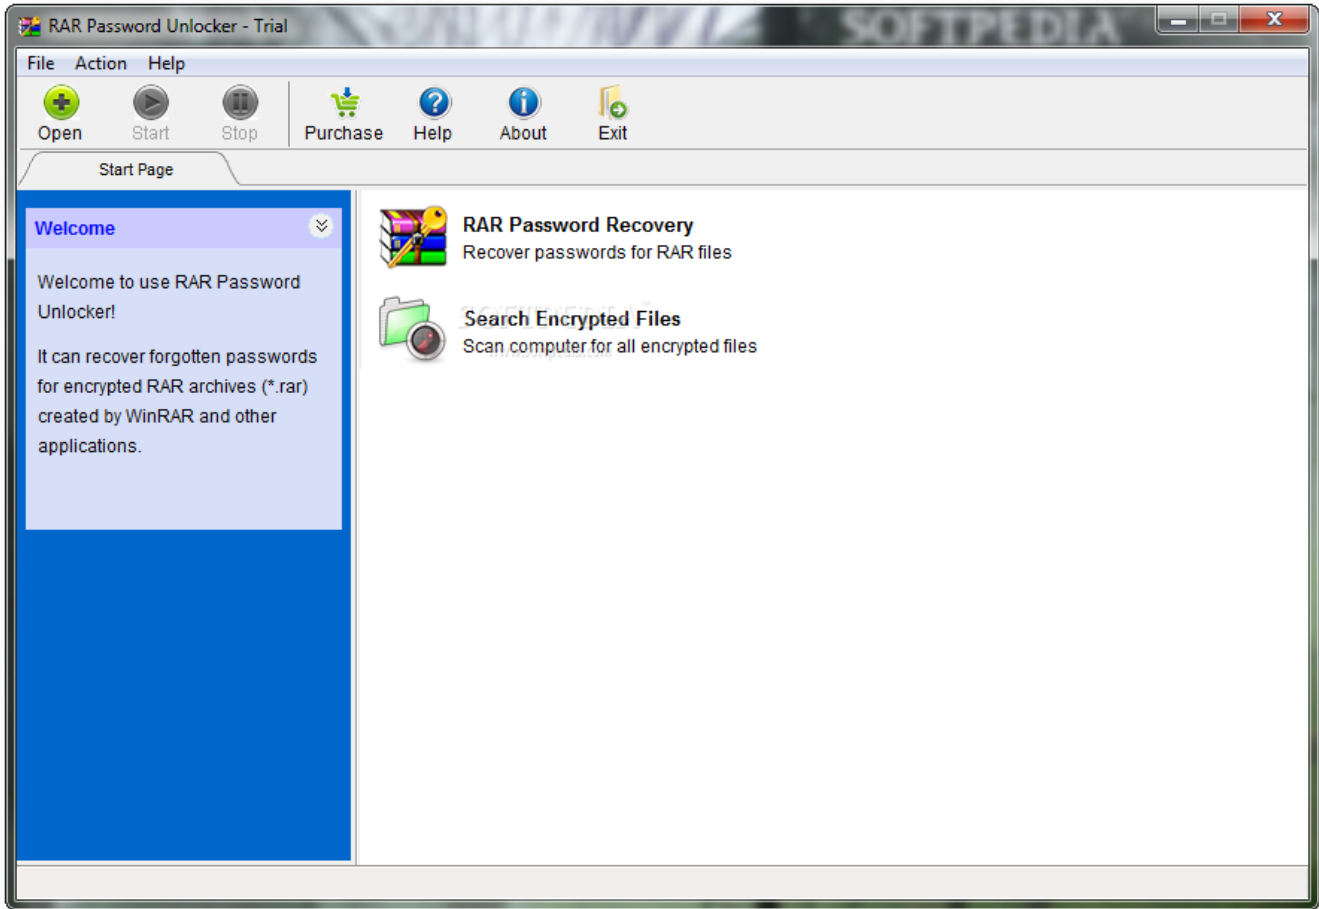 RAR Password Unlocker - Trial
SOFTPEDIA
File Action Help
Open Start Stop Purchase Help About Exit
Start Page
Welcome
Welcome to use RAR Password
Unlocker!
It can recover forgotten passwords
for encrypted RAR archives (*.rar)
created by WinRAR and other
applications.
RAR Password Recovery
Recover passwords for RAR files
Search Encrypted Files
Scan computer for all encrypted files